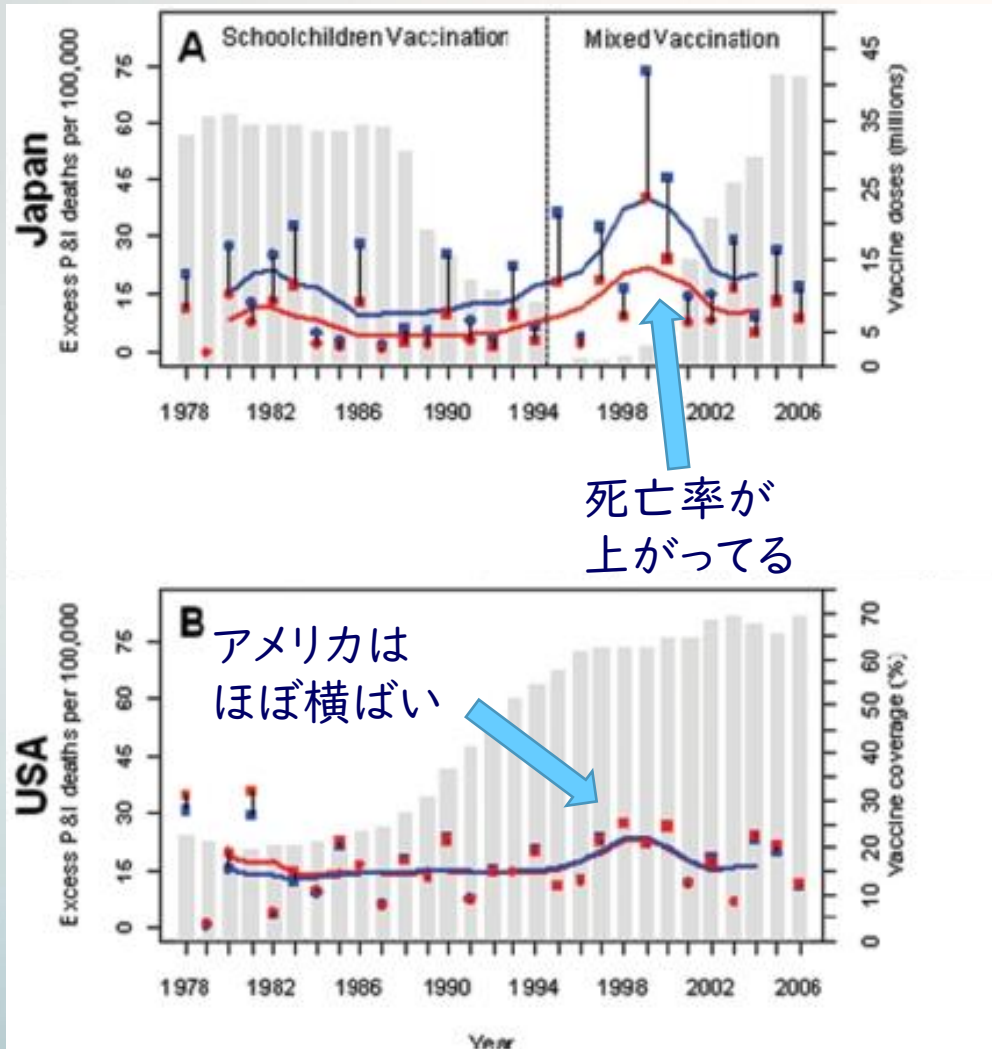 A Schoolchildren Vaccination
Mixed Vaccination
Japan
Excess P&I deaths per 100,000
75
60
45
30
15
0
Vaccine doses (millions)
45
35
25
15
5
0
1978 1982 1986 1990 1994 1998 2002 2006
死亡率が
上がってる
B
アメリカは
ほぼ横ばい
USA
Excess P&I deaths per 100,000
75
60
45
30
15
0
Vaccine coverage (%)
70
60
50
40
30
20
10
0
1978 1982 1986 1990 1994 1998 2002 2006
Year